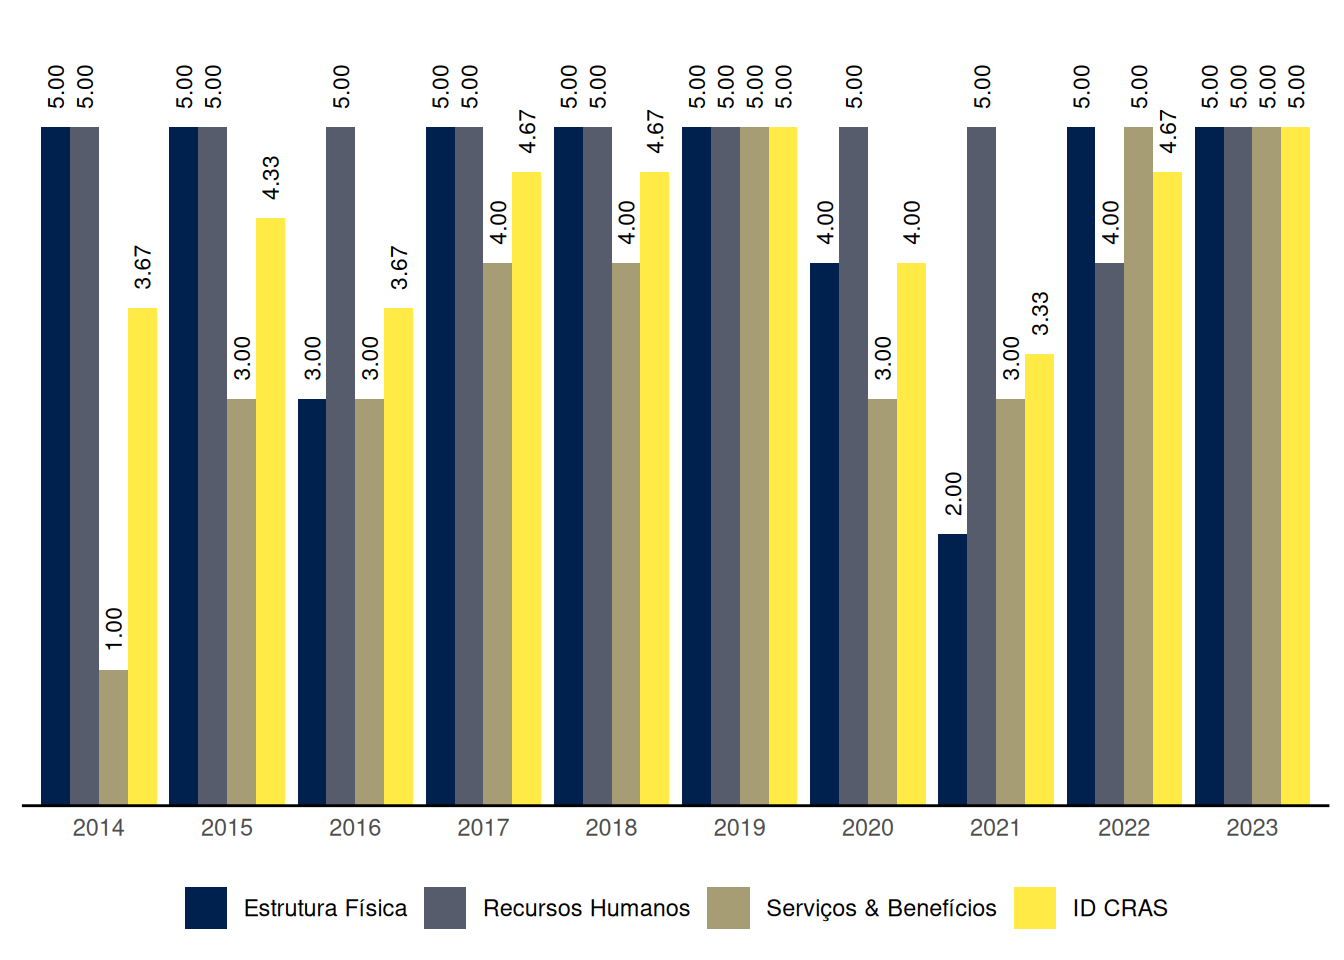 5.00 5.00 1.00 3.67
5.00 5.00 3.00 4.33
3.00 5.00 3.00 3.67
5.00 5.00 4.00 4.67
5.00 5.00 4.00 4.67
5.00 5.00 5.00 5.00
4.00 5.00 3.00 4.00
2.00 5.00 3.00 3.33
5.00 4.00 5.00 4.67
5.00 5.00 5.00 5.00
2014 2015 2016 2017 2018 2019 2020 2021 2022 2023
Estrutura Física Recursos Humanos Serviços & Benefícios ID CRAS